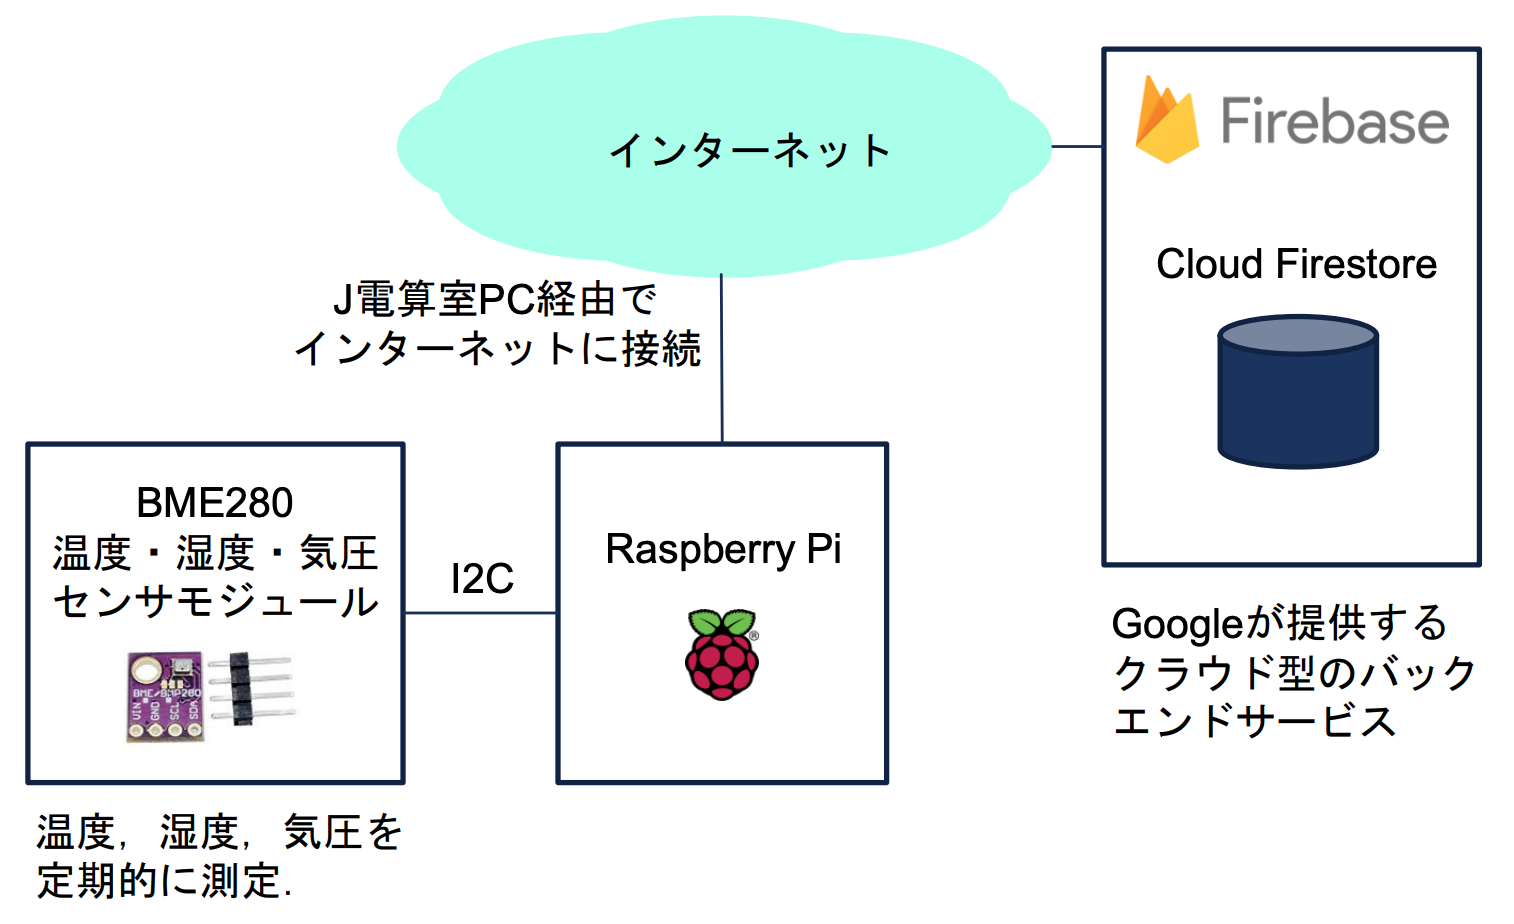 インターネット
Firebase
Cloud Firestore
J電算室PC経由で
インターネットに接続
BME280
温度・湿度・気圧
センサモジュール
BME/BMP280
VIN
GND
SCL
SDA
I2C
Raspberry Pi
®
Googleが提供する
クラウド型のバック
エンドサービス
温度，湿度，気圧を
定期的に測定．